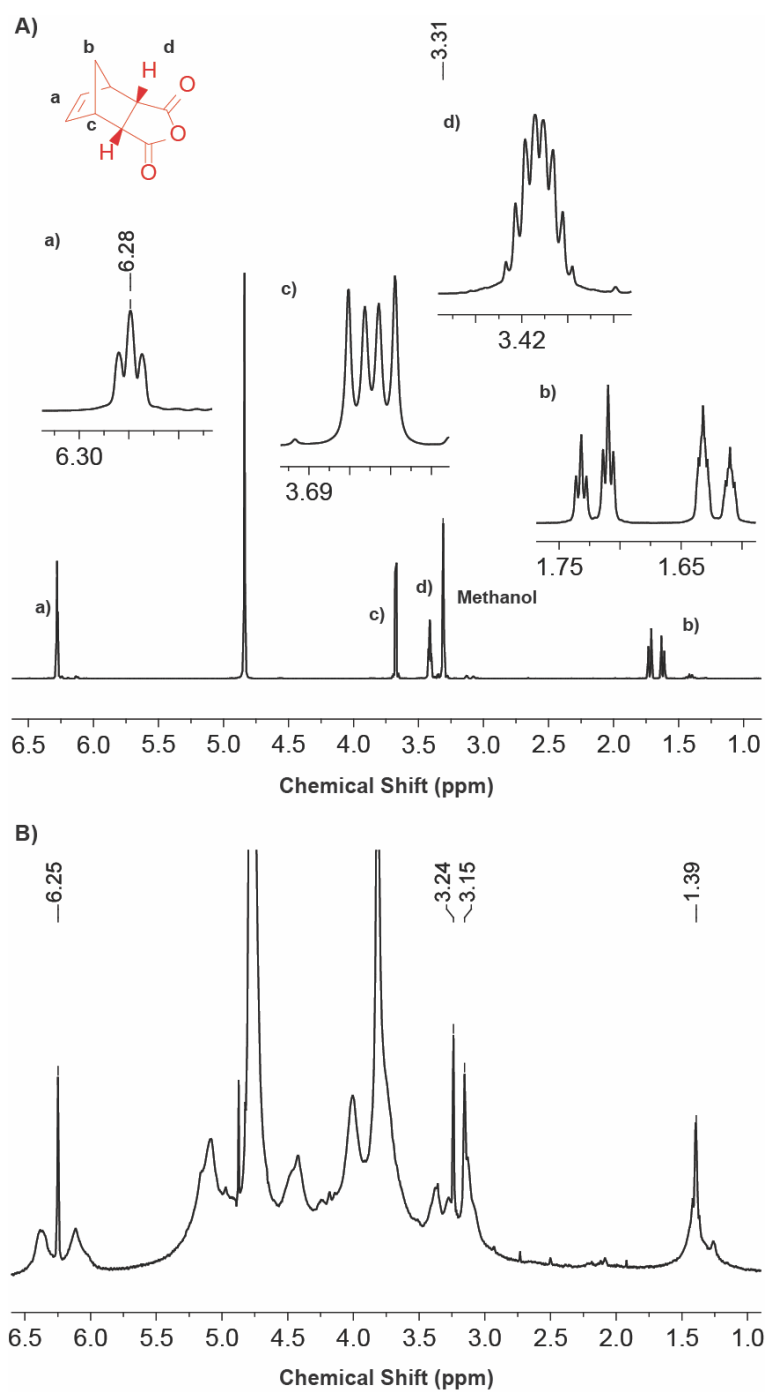 A)
b
d
H
O
a
c
O
H
O
3.31
d)
3.42
a)
6.28
6.30
c)
3.69
b)
1.75
1.65
a)
c)
d)
Methanol
b)
6.5
6.0
5.5
5.0
4.5
4.0
3.5
3.0
2.5
2.0
1.5
1.0
Chemical Shift (ppm)
B)
6.25
3.24
3.15
1.39
6.5
6.0
5.5
5.0
4.5
4.0
3.5
3.0
2.5
2.0
1.5
1.0
Chemical Shift (ppm)